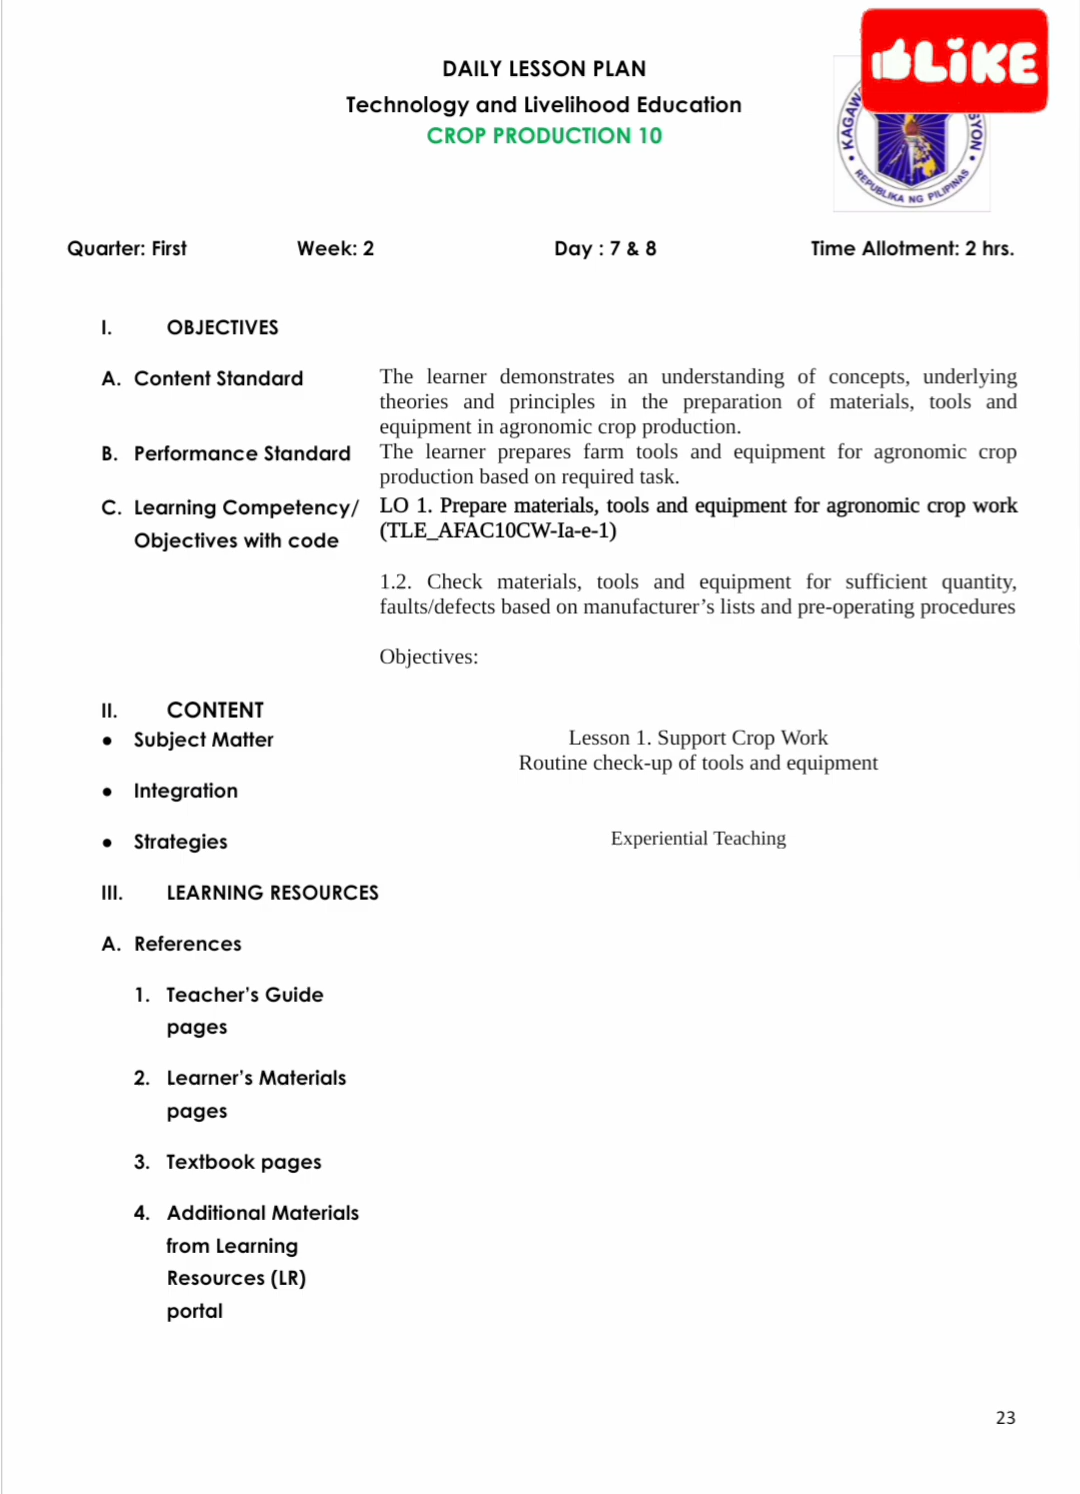 LiKE
DAILY LESSON PLAN
Technology and Livelihood Education
CROP PRODUCTION 10
KAGAW
SYON
REPUBLIKA NG PILIPINAS
Quarter: First Week: 2 Day : 7 & 8 Time Allotment: 2 hrs.
I. OBJECTIVES
A. Content Standard
The learner demonstrates an understanding of concepts, underlying
theories and principles in the preparation of materials, tools and
equipment in agronomic crop production.
B. Performance Standard
The learner prepares farm tools and equipment for agronomic crop
production based on required task.
C. Learning Competency/
Objectives with code
LO 1. Prepare materials, tools and equipment for agronomic crop work
(TLE_AFAC10CW-Ia-e-1)
1.2. Check materials, tools and equipment for sufficient quantity,
faults/defects based on manufacturer’s lists and pre-operating procedures
Objectives:
II. CONTENT
● Subject Matter
Lesson 1. Support Crop Work
Routine check-up of tools and equipment
● Integration
● Strategies
Experiential Teaching
III. LEARNING RESOURCES
A. References
1. Teacher’s Guide
pages
2. Learner’s Materials
pages
3. Textbook pages
4. Additional Materials
from Learning
Resources (LR)
portal
23